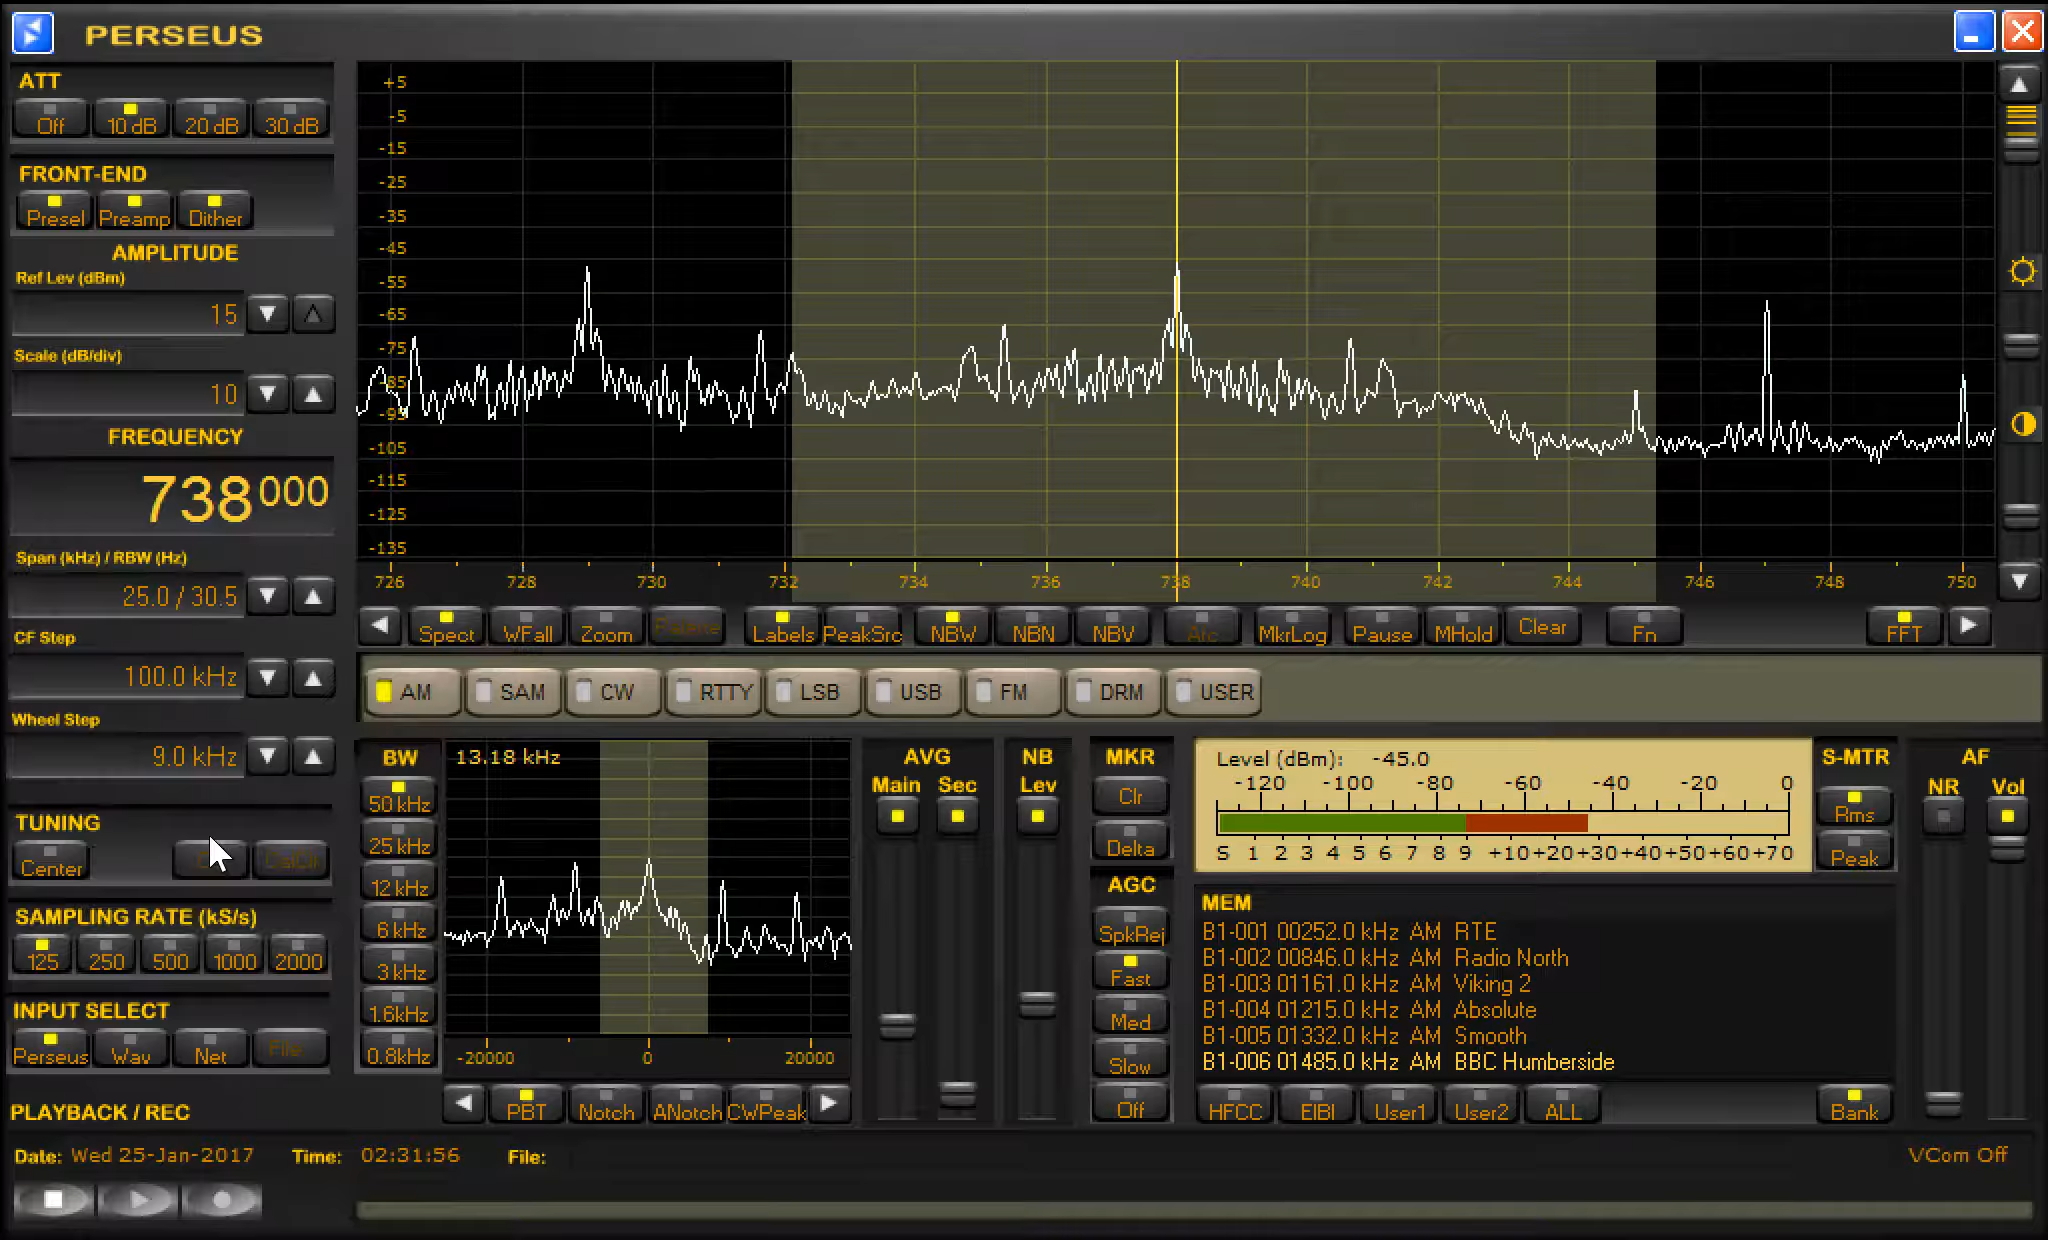 PERSEUS
ATT
Off 10 dB 20 dB 30 dB
FRONT-END
Presel Preamp Dither
AMPLITUDE
Ref Lev (dBm)
15
Scale (dB/div)
10
FREQUENCY
738000
Span (kHz) / RBW (Hz)
25.0 / 30.5
CF Step
100.0 kHz
Wheel Step
9.0 kHz
TUNING
Center CalClr
SAMPLING RATE (kS/s)
125 250 500 1000 2000
INPUT SELECT
Perseus Wav Net File
PLAYBACK / REC
+5
-5
-15
-25
-35
-45
-55
-65
-75
-85
-95
-105
-115
-125
-135
726 728 730 732 734 736 738 740 742 744 746 748 750
Spect WFall Zoom Palette Labels PeakSrc NBW NBN NBV MkrLog Pause MHold Clear Fn FFT
AM SAM CW RTTY LSB USB FM DRM USER
BW
50 kHz
25 kHz
12 kHz
6 kHz
3 kHz
1.6kHz
0.8kHz
13.18 kHz
-20000 0 20000
PBT Notch ANotch CWPeak
AVG
Main Sec
NB
Lev
MKR
Clr
Delta
AGC
SpkRej
Fast
Med
Slow
Off
Level (dBm): -45.0
-120 -100 -80 -60 -40 -20 0
S 1 2 3 4 5 6 7 8 9 +10+20+30+40+50+60+70
S-MTR
Rms
Peak
AF
NR Vol
MEM
B1-001 00252.0 kHz AM RTE
B1-002 00846.0 kHz AM Radio North
B1-003 01161.0 kHz AM Viking 2
B1-004 01215.0 kHz AM Absolute
B1-005 01332.0 kHz AM Smooth
B1-006 01485.0 kHz AM BBC Humberside
HFCC EIBI User1 User2 ALL Bank
Date: Wed 25-Jan-2017 Time: 02:31:56 File: VCom Off